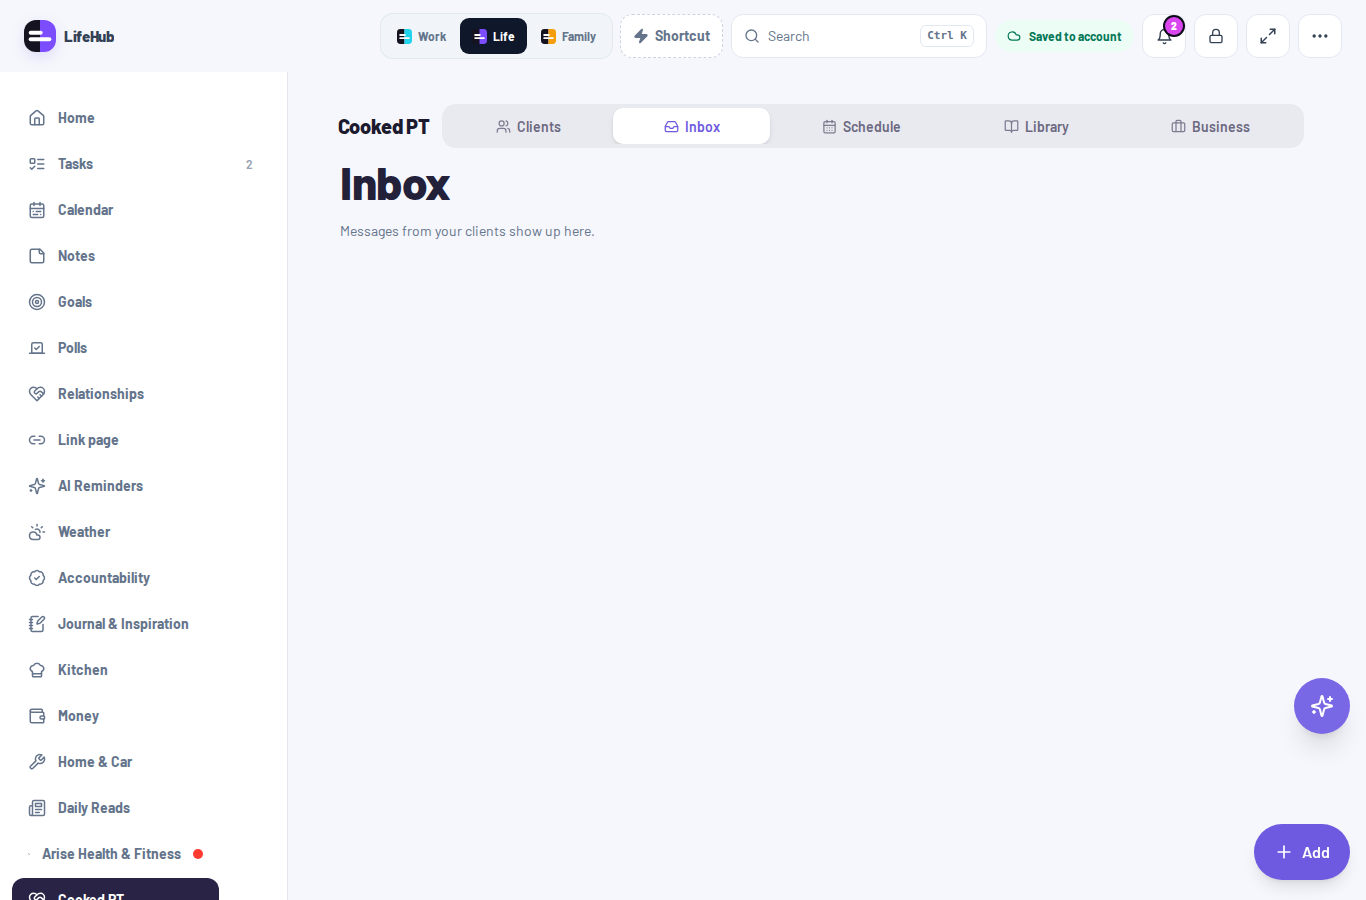 LifeHub
Work
Life
Family
Shortcut
Search
Ctrl K
Saved to account
2
Home
Tasks
2
Calendar
Notes
Goals
Polls
Relationships
Link page
AI Reminders
Weather
Accountability
Journal & Inspiration
Kitchen
Money
Home & Car
Daily Reads
Arise Health & Fitness
Cooked PT
Cooked PT
Clients
Inbox
Schedule
Library
Business
Inbox
Messages from your clients show up here.
Add